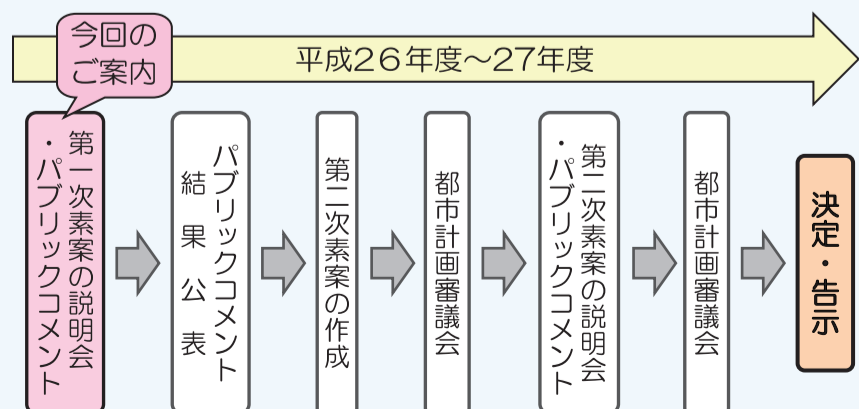 今回の
ご案内
平成26年度～27年度
第一次素案の説明会
・パブリックコメント
パブリックコメント
結果公表
第二次素案の作成
都市計画審議会
第二次素案の説明会
・パブリックコメント
都市計画審議会
決定・告示